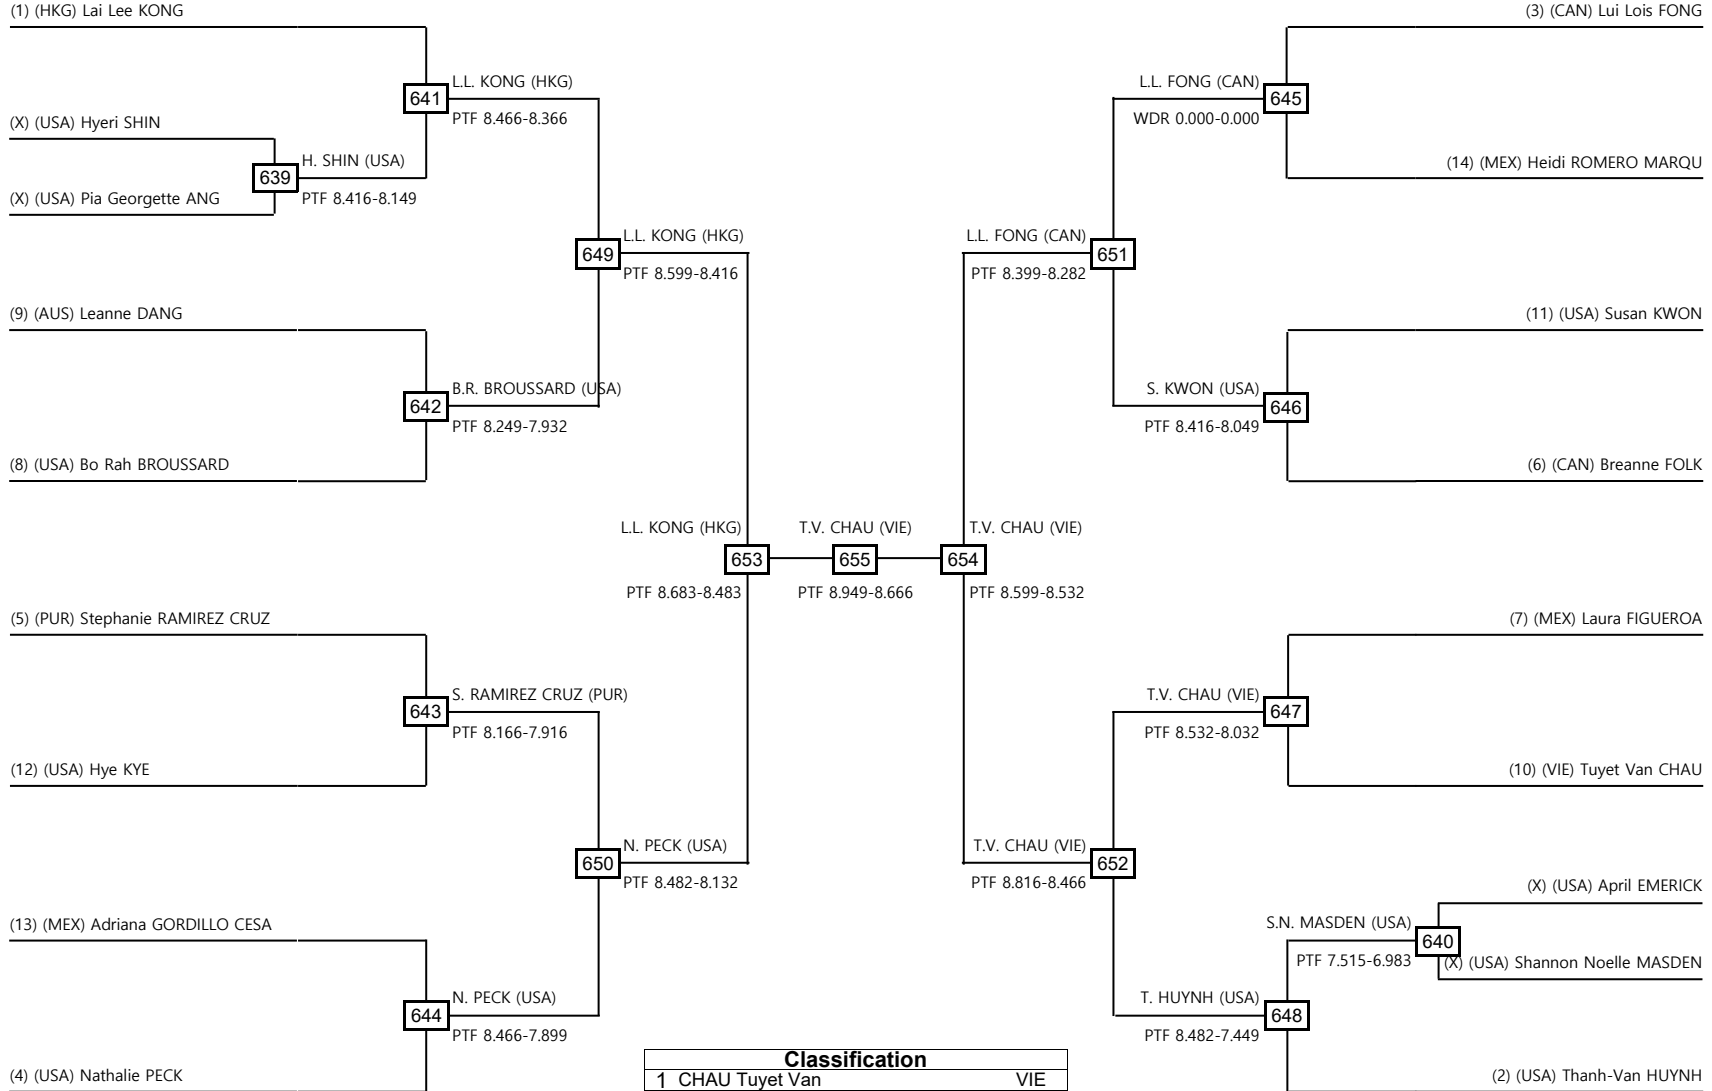 (1) (HKG) Lai Lee KONG
(3) (CAN) Lui Lois FONG
L.L. KONG (HKG)
641
PTF 8.466-8.366
L.L. FONG (CAN)
645
WDR 0.000-0.000
(X) (USA) Hyeri SHIN
H. SHIN (USA)
639
PTF 8.416-8.149
(X) (USA) Pia Georgette ANG
(14) (MEX) Heidi ROMERO MARQU
L.L. KONG (HKG)
649
PTF 8.599-8.416
L.L. FONG (CAN)
651
PTF 8.399-8.282
(9) (AUS) Leanne DANG
(11) (USA) Susan KWON
B.R. BROUSSARD (USA)
642
PTF 8.249-7.932
S. KWON (USA)
646
PTF 8.416-8.049
(8) (USA) Bo Rah BROUSSARD
(6) (CAN) Breanne FOLK
L.L. KONG (HKG)
653
PTF 8.683-8.483
T.V. CHAU (VIE)
655
PTF 8.949-8.666
T.V. CHAU (VIE)
654
PTF 8.599-8.532
(5) (PUR) Stephanie RAMIREZ CRUZ
(7) (MEX) Laura FIGUEROA
S. RAMIREZ CRUZ (PUR)
643
PTF 8.166-7.916
T.V. CHAU (VIE)
647
PTF 8.532-8.032
(12) (USA) Hye KYE
(10) (VIE) Tuyet Van CHAU
N. PECK (USA)
650
PTF 8.482-8.132
T.V. CHAU (VIE)
652
PTF 8.816-8.466
(X) (USA) April EMERICK
S.N. MASDEN (USA)
640
PTF 7.515-6.983
(X) (USA) Shannon Noelle MASDEN
(13) (MEX) Adriana GORDILLO CESA
N. PECK (USA)
644
PTF 8.466-7.899
T. HUYNH (USA)
648
PTF 8.482-7.449
(4) (USA) Nathalie PECK
(2) (USA) Thanh-Van HUYNH
Classification
1 CHAU Tuyet Van VIE